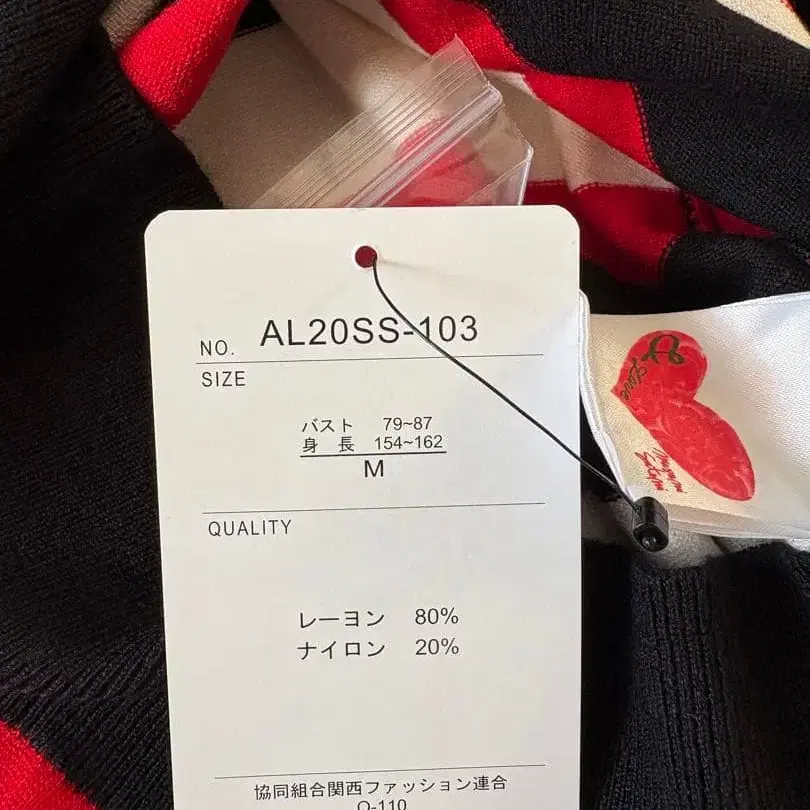 NO. AL20SS-103
SIZE
バスト 79~87
身 長 154~162
M
QUALITY
レーヨン 80%
ナイロン 20%
協同組合関西ファッション連合
O-110
Love